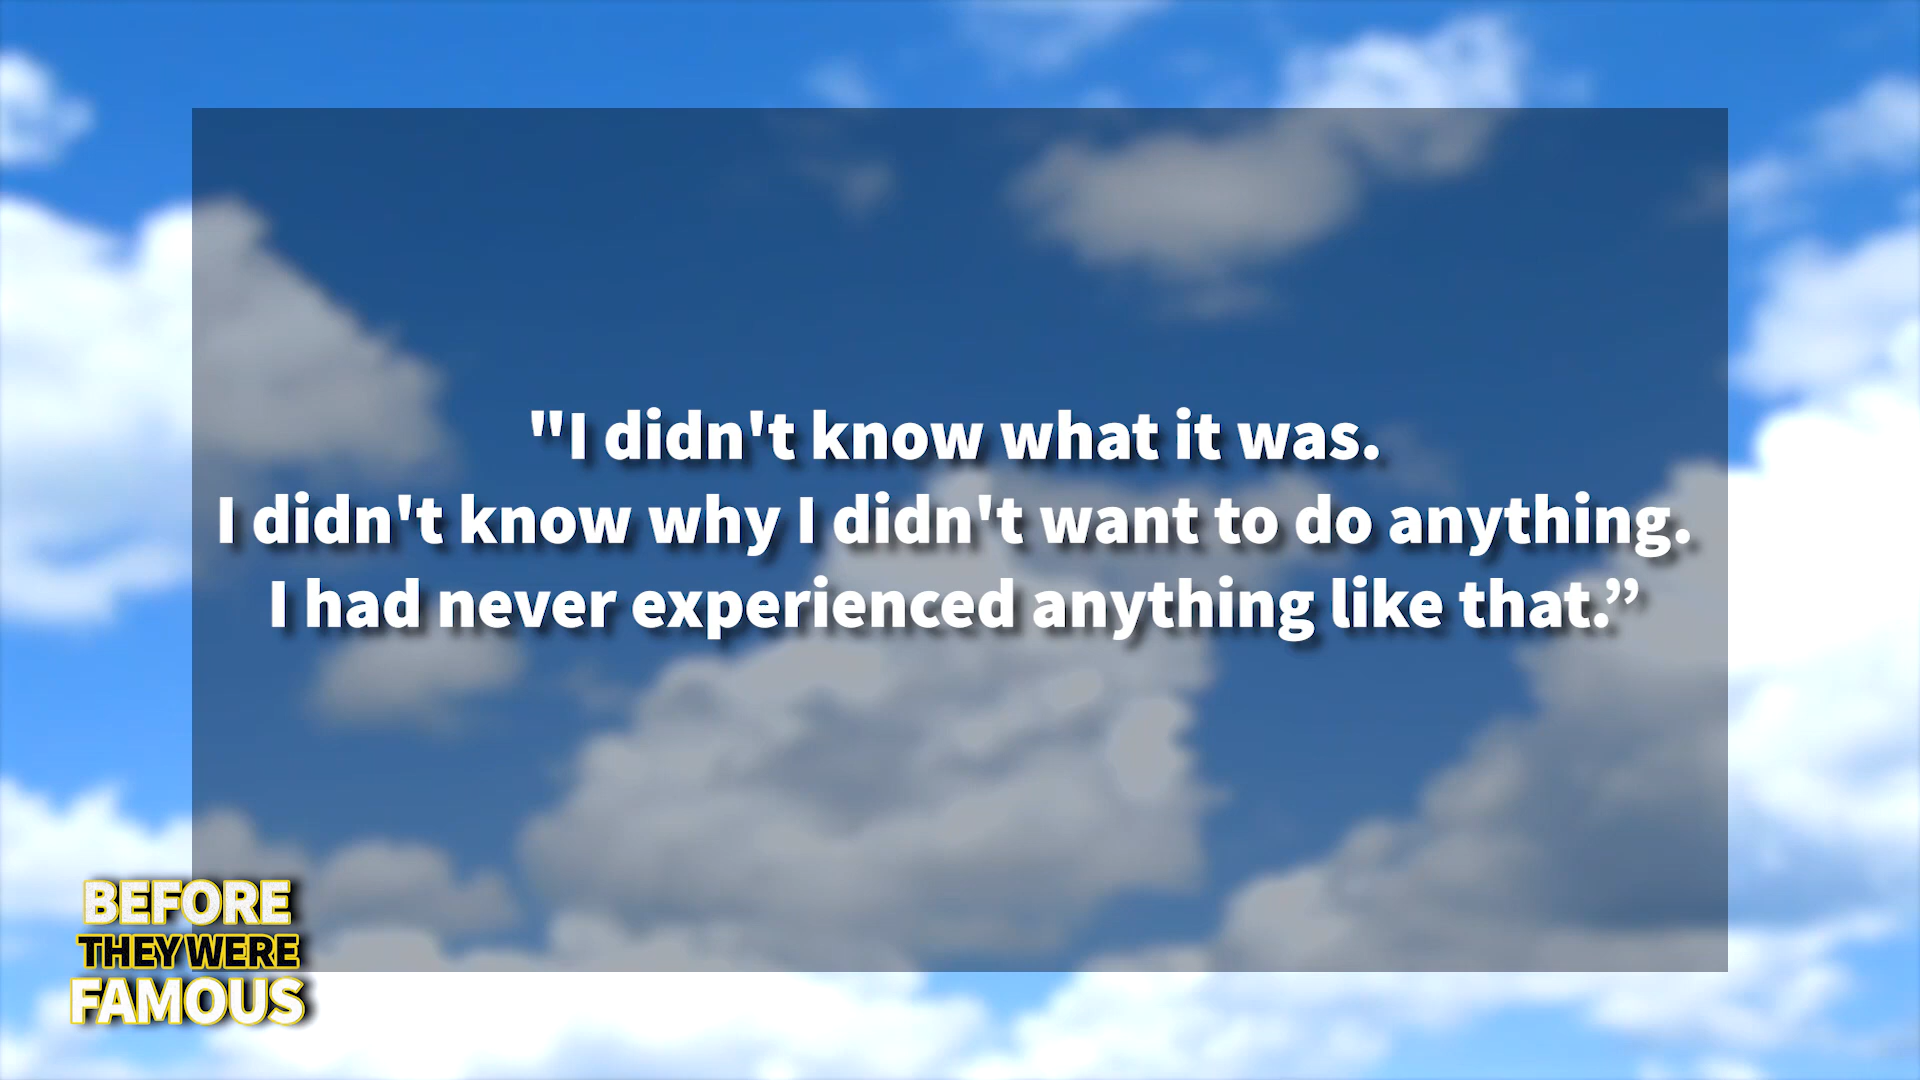 "I didn't know what it was.
I didn't know why I didn't want to do anything.
I had never experienced anything like that.”
BEFORE
THEY WERE
FAMOUS